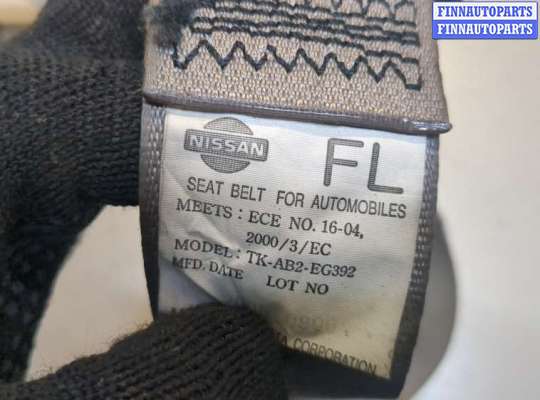 FINNAUTOPARTS
FINNAUTOPARTS
NISSAN
FL
SEAT BELT FOR AUTOMOBILES
MEETS : ECE NO. 16-04,
2000/3/EC
MODEL: TK-AB2-EG392
MFD. DATE LOT NO
CORPORATION